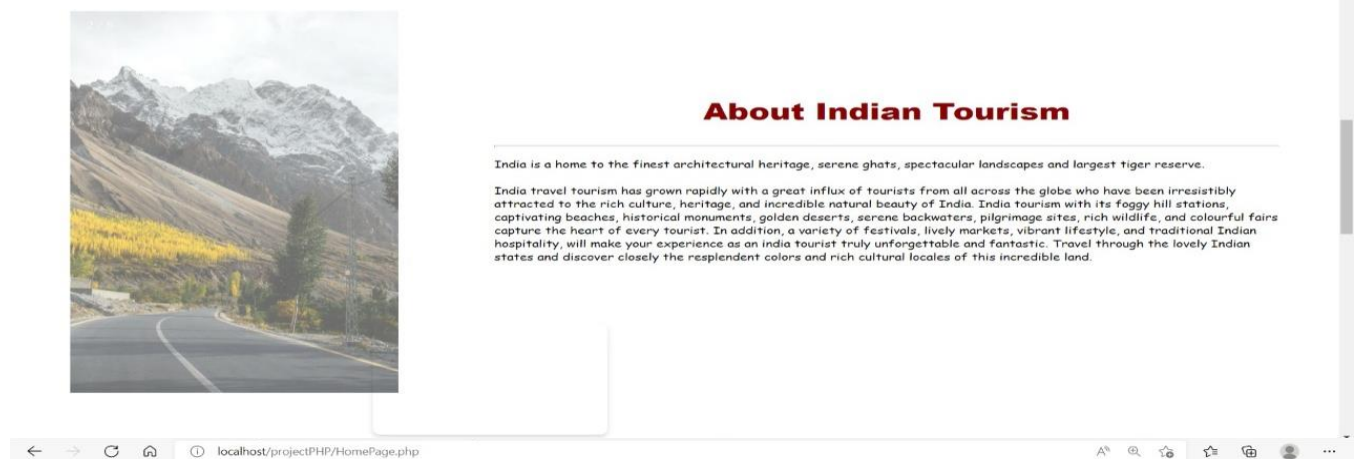 About Indian Tourism
India is a home to the finest architectural heritage, serene ghats, spectacular landscapes and largest tiger reserve.
India travel tourism has grown rapidly with a great influx of tourists from all across the globe who have been irresistibly
attracted to the rich culture, heritage, and incredible natural beauty of India. India tourism with its foggy hill stations,
captivating beaches, historical monuments, golden deserts, serene backwaters, pilgrimage sites, rich wildlife, and colourful fairs
capture the heart of every tourist. In addition, a variety of festivals, lively markets, vibrant lifestyle, and traditional Indian
hospitality, will make your experience as an india tourist truly unforgettable and fantastic. Travel through the lovely Indian
states and discover closely the resplendent colors and rich cultural locales of this incredible land.
localhost/projectPHP/HomePage.php